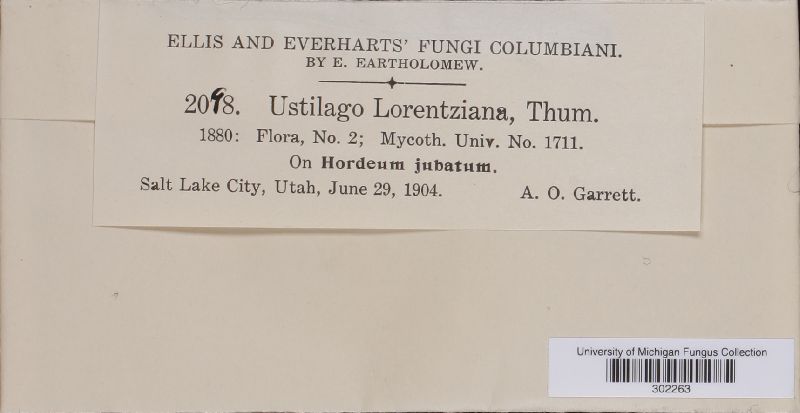 ELLIS AND EVERHARTS' FUNGI COLUMBIANI.
BY E. EARTHOLOMEW.
2098. Ustilago Lorentziana, Thum.
1880: Flora, No. 2; Mycoth. Univ. No. 1711.
On Hordeum jubatum.
Salt Lake City, Utah, June 29, 1904. A. O. Garrett.
University of Michigan Fungus Collection
302263